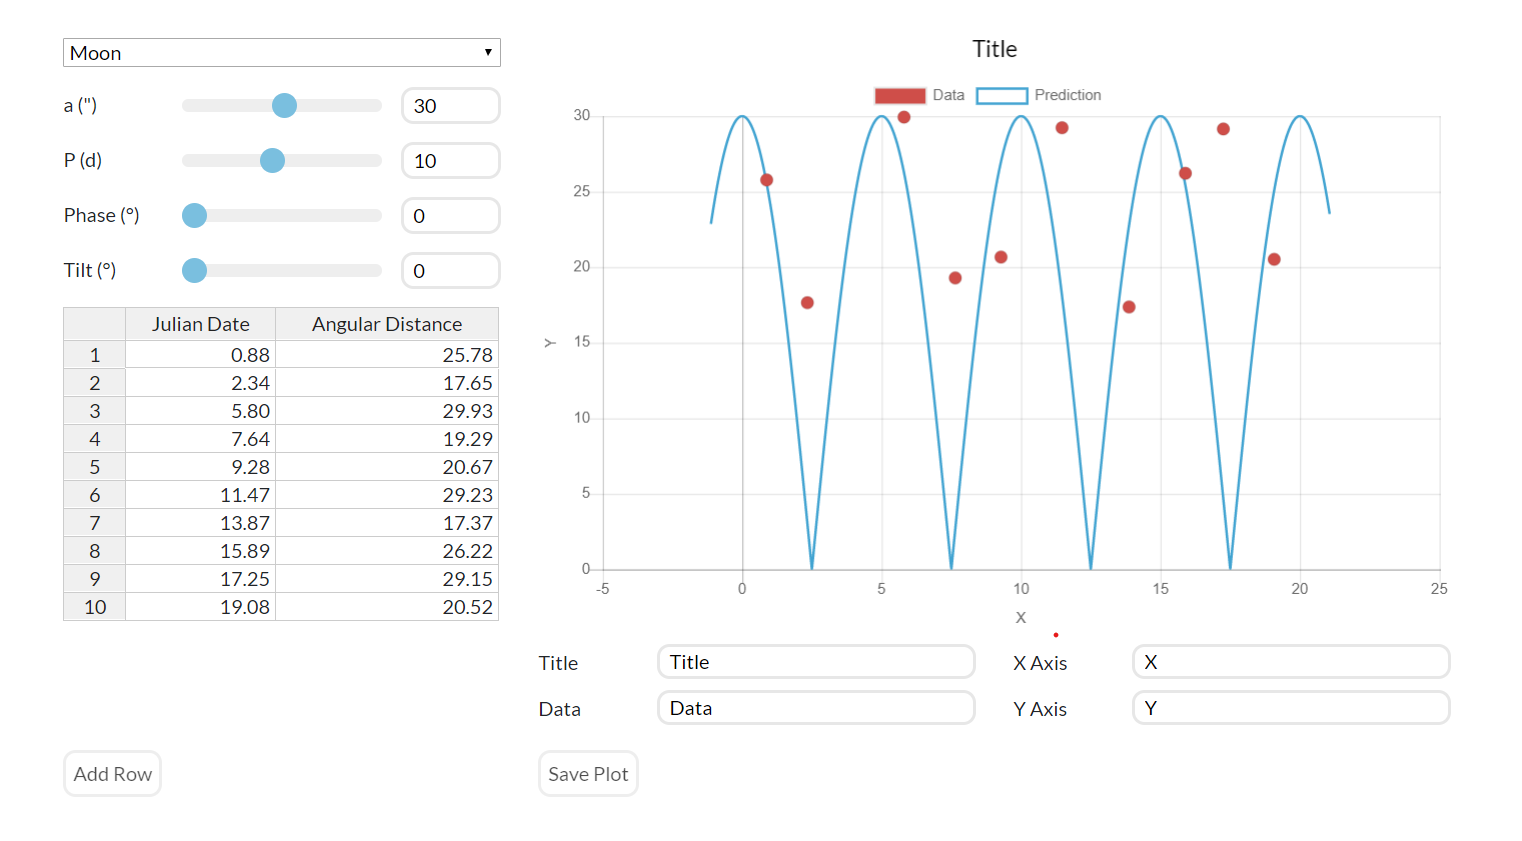 Moon
a (") 30
P (d) 10
Phase (°) 0
Tilt (°) 0
Julian Date Angular Distance
1 0.88 25.78
2 2.34 17.65
3 5.80 29.93
4 7.64 19.29
5 9.28 20.67
6 11.47 29.23
7 13.87 17.37
8 15.89 26.22
9 17.25 29.15
10 19.08 20.52
Add Row
Title
Data Prediction
30
25
20
15
10
5
0
Y
-5 0 5 10 15 20 25
X
Title Title X Axis X
Data Data Y Axis Y
Save Plot